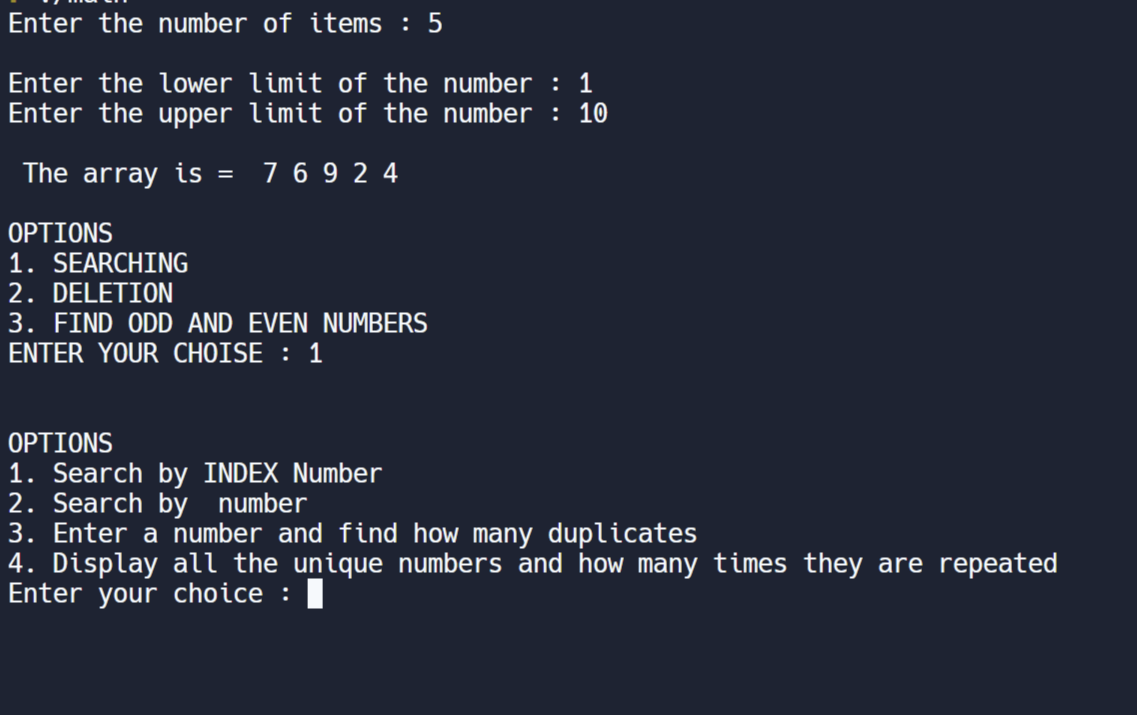 Enter the number of items : 5
Enter the lower limit of the number : 1
Enter the upper limit of the number : 10
The array is =  7 6 9 2 4
OPTIONS
1. SEARCHING
2. DELETION
3. FIND ODD AND EVEN NUMBERS
ENTER YOUR CHOISE : 1
OPTIONS
1. Search by INDEX Number
2. Search by  number
3. Enter a number and find how many duplicates
4. Display all the unique numbers and how many times they are repeated
Enter your choice :